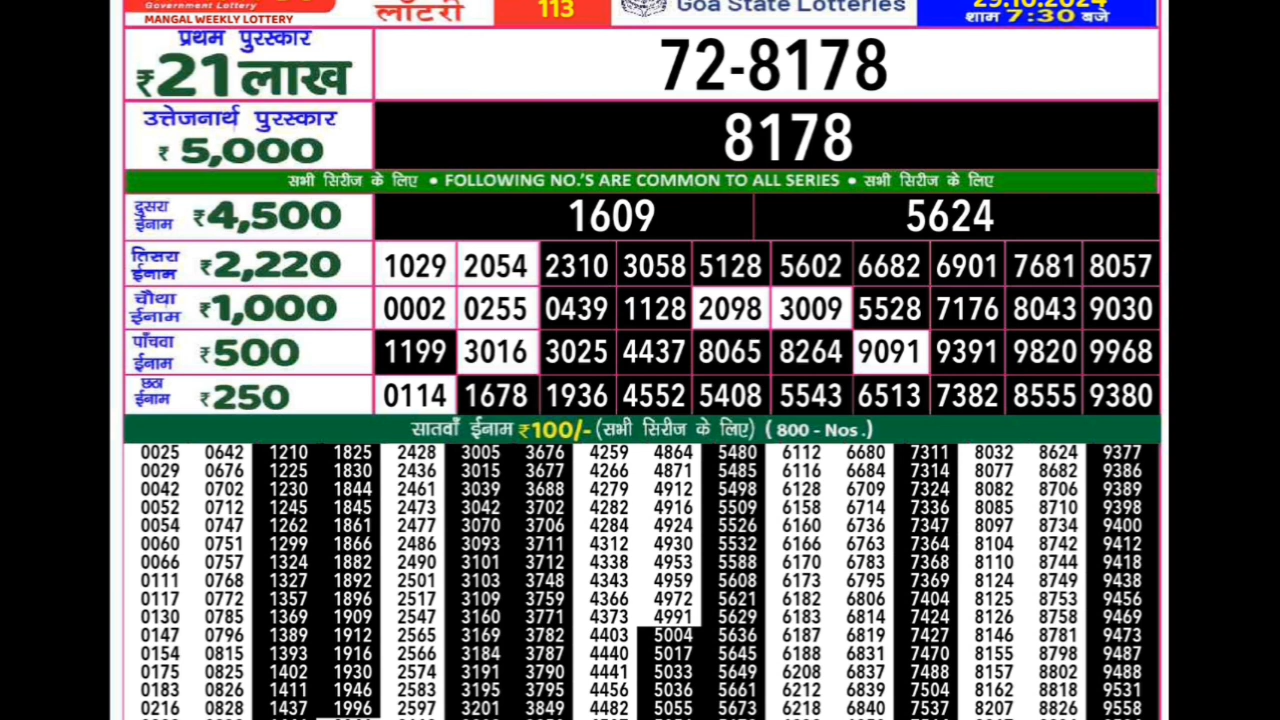 Government Lottery
MANGAL WEEKLY LOTTERY
लॉटरी
113
Goa State Lotteries
29.10.2024
शाम 7:30 बजे
प्रथम पुरस्कार
₹21 लाख
72-8178
उत्तेजनार्थ पुरस्कार
₹ 5,000
8178
सभी सिरीज के लिए • FOLLOWING NO.'S ARE COMMON TO ALL SERIES • सभी सिरीज के लिए
दुसरा ईनाम ₹4,500 1609 5624
तिसरा ईनाम ₹2,220 1029 2054 2310 3058 5128 5602 6682 6901 7681 8057
चौथा ईनाम ₹1,000 0002 0255 0439 1128 2098 3009 5528 7176 8043 9030
पाँचवा ईनाम ₹500 1199 3016 3025 4437 8065 8264 9091 9391 9820 9968
छठा ईनाम ₹250 0114 1678 1936 4552 5408 5543 6513 7382 8555 9380
सातवाँ ईनाम ₹100/- (सभी सिरीज के लिए) ( 800 - Nos.)
0025 0642 1210 1825 2428 3005 3676 4259 4864 5480 6112 6680 7311 8032 8624 9377
0029 0676 1225 1830 2436 3015 3677 4266 4871 5485 6116 6684 7314 8077 8682 9386
0042 0702 1230 1844 2461 3039 3688 4279 4912 5498 6128 6709 7324 8082 8706 9389
0052 0712 1245 1845 2473 3042 3702 4282 4916 5509 6158 6714 7336 8085 8710 9398
0054 0747 1262 1861 2477 3070 3706 4284 4924 5526 6160 6736 7347 8097 8734 9400
0060 0751 1299 1866 2486 3093 3711 4312 4930 5532 6166 6763 7364 8104 8742 9412
0066 0757 1324 1882 2490 3101 3712 4338 4953 5588 6170 6783 7368 8110 8744 9418
0111 0768 1327 1892 2501 3103 3748 4343 4959 5608 6173 6795 7369 8124 8749 9438
0117 0772 1357 1896 2517 3109 3759 4366 4972 5621 6182 6806 7404 8125 8753 9456
0130 0785 1369 1909 2547 3160 3771 4373 4991 5629 6183 6814 7424 8126 8758 9469
0147 0796 1389 1912 2565 3169 3782 4403 5004 5636 6187 6819 7427 8146 8781 9473
0154 0815 1393 1916 2566 3184 3787 4440 5017 5645 6188 6831 7470 8155 8798 9487
0175 0825 1402 1930 2574 3191 3790 4441 5033 5649 6208 6837 7488 8157 8802 9488
0183 0826 1411 1946 2583 3195 3795 4456 5036 5661 6212 6839 7504 8162 8818 9531
0216 0828 1437 1996 2597 3201 3849 4482 5055 5673 6218 6840 7537 8207 8826 9558